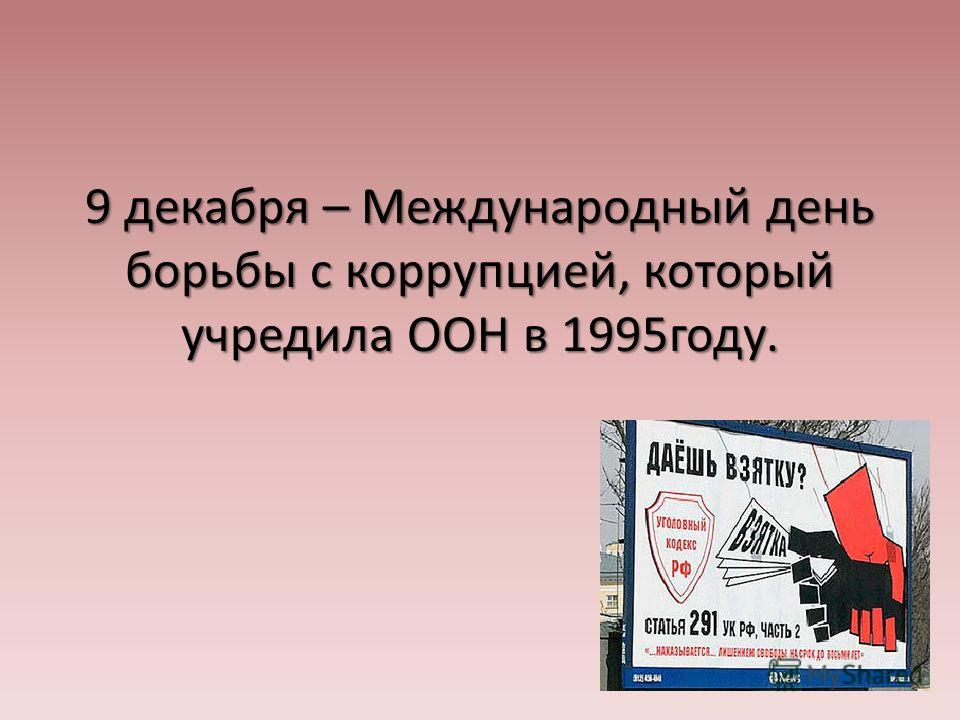 9 декабря – Международный день
борьбы с коррупцией, который
учредила ООН в 1995году.
ДАЁШЬ ВЗЯТКУ?
УГОЛОВНЫЙ
КОДЕКС
РФ
ВЗЯТКА
СТАТЬЯ 291 УК РФ, ЧАСТЬ 2
«...НАКАЗЫВАЕТСЯ... ЛИШЕНИЕМ СВОБОДЫ НА СРОК ДО ВОСЬМИ ЛЕТ»
News
MyShared